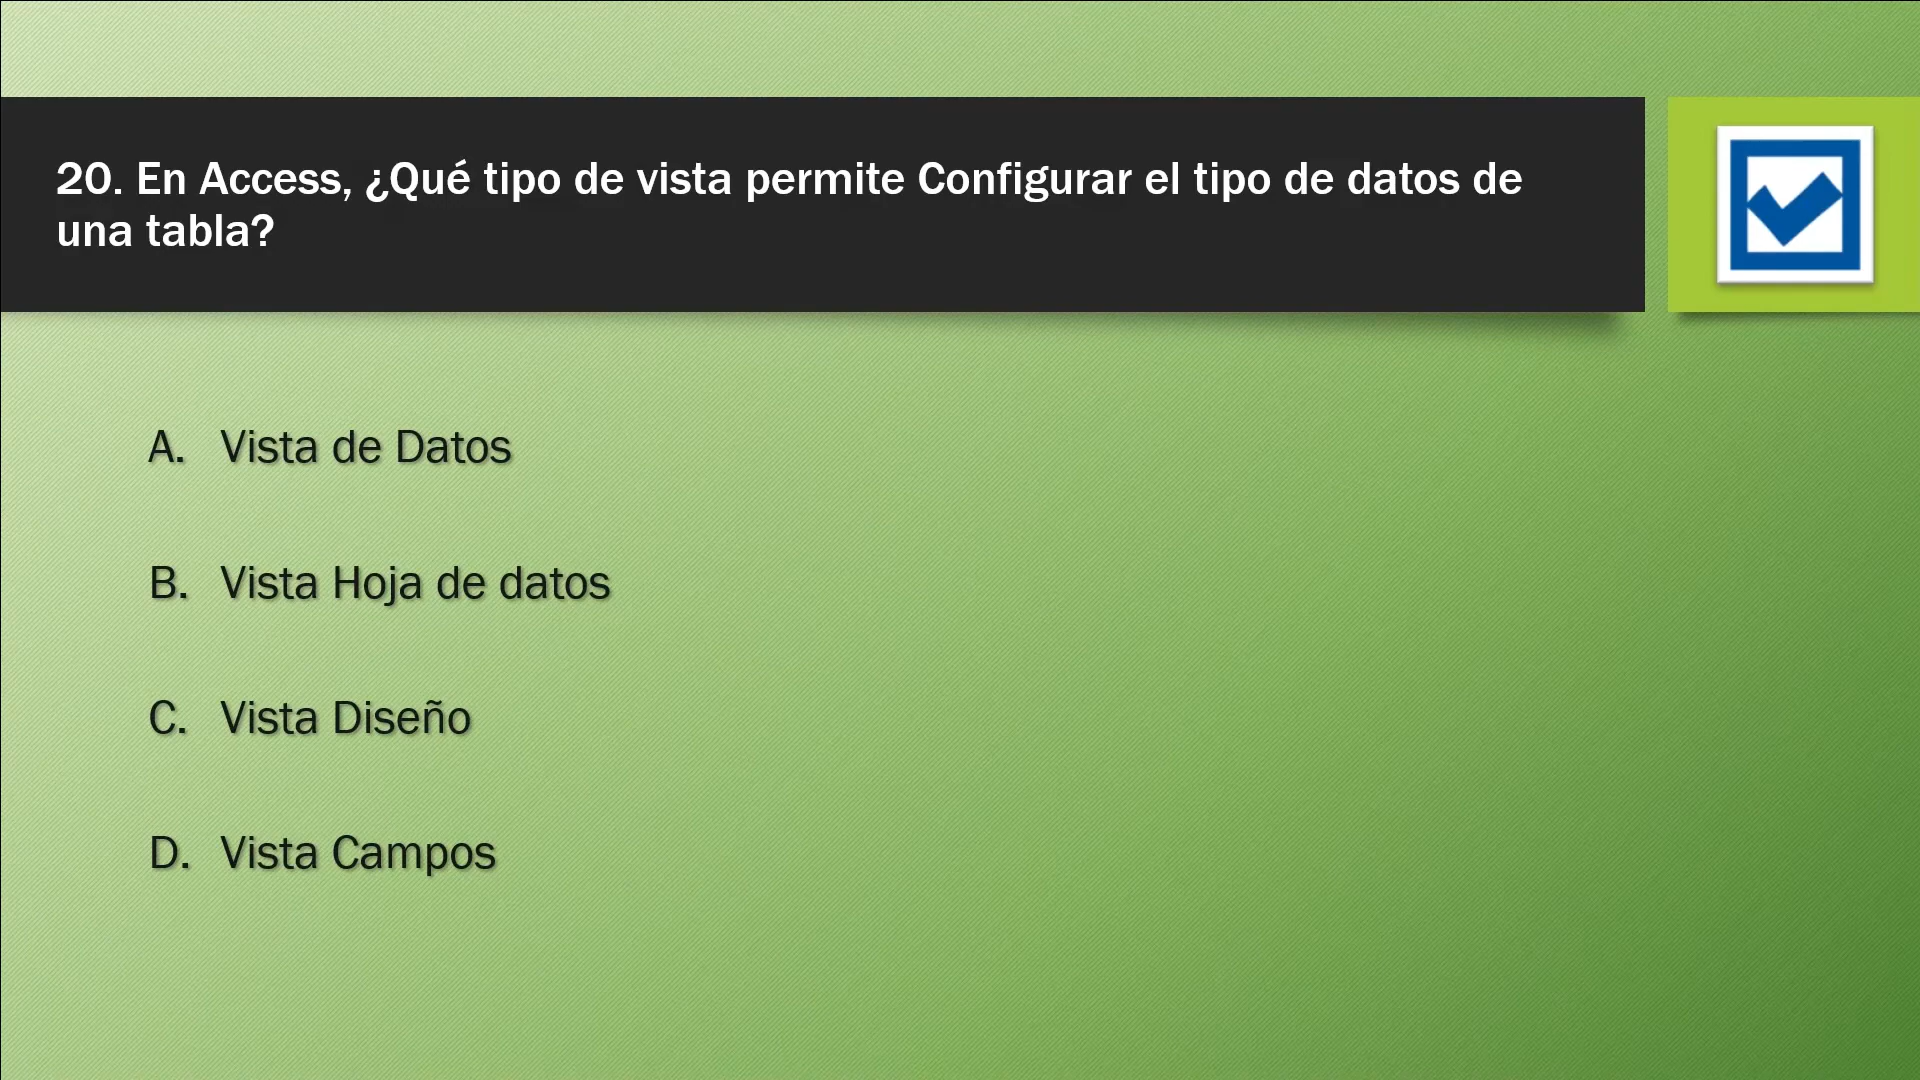 20. En Access, ¿Qué tipo de vista permite Configurar el tipo de datos de
una tabla?
A. Vista de Datos
B. Vista Hoja de datos
C. Vista Diseño
D. Vista Campos